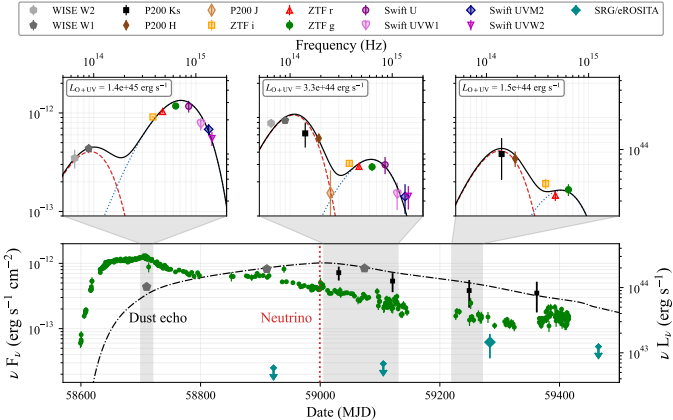 WISE W2 P200 Ks P200 J ZTF r Swift U Swift UVM2 SRG/eROSITA
WISE W1 P200 H ZTF i ZTF g Swift UVW1 Swift UVW2
Frequency (Hz)
10^14 10^15 10^14 10^15 10^14 10^15
L_O+UV = 1.4e+45 erg s^−1 L_O+UV = 3.3e+44 erg s^−1 L_O+UV = 1.5e+44 erg s^−1
10^−12
10^44
10^−13
10^−12
10^44
Dust echo Neutrino
10^−13
10^43
58600 58800 59000 59200 59400
Date (MJD)
ν F_ν (erg s^−1 cm^−2)
ν L_ν (erg s^−1)